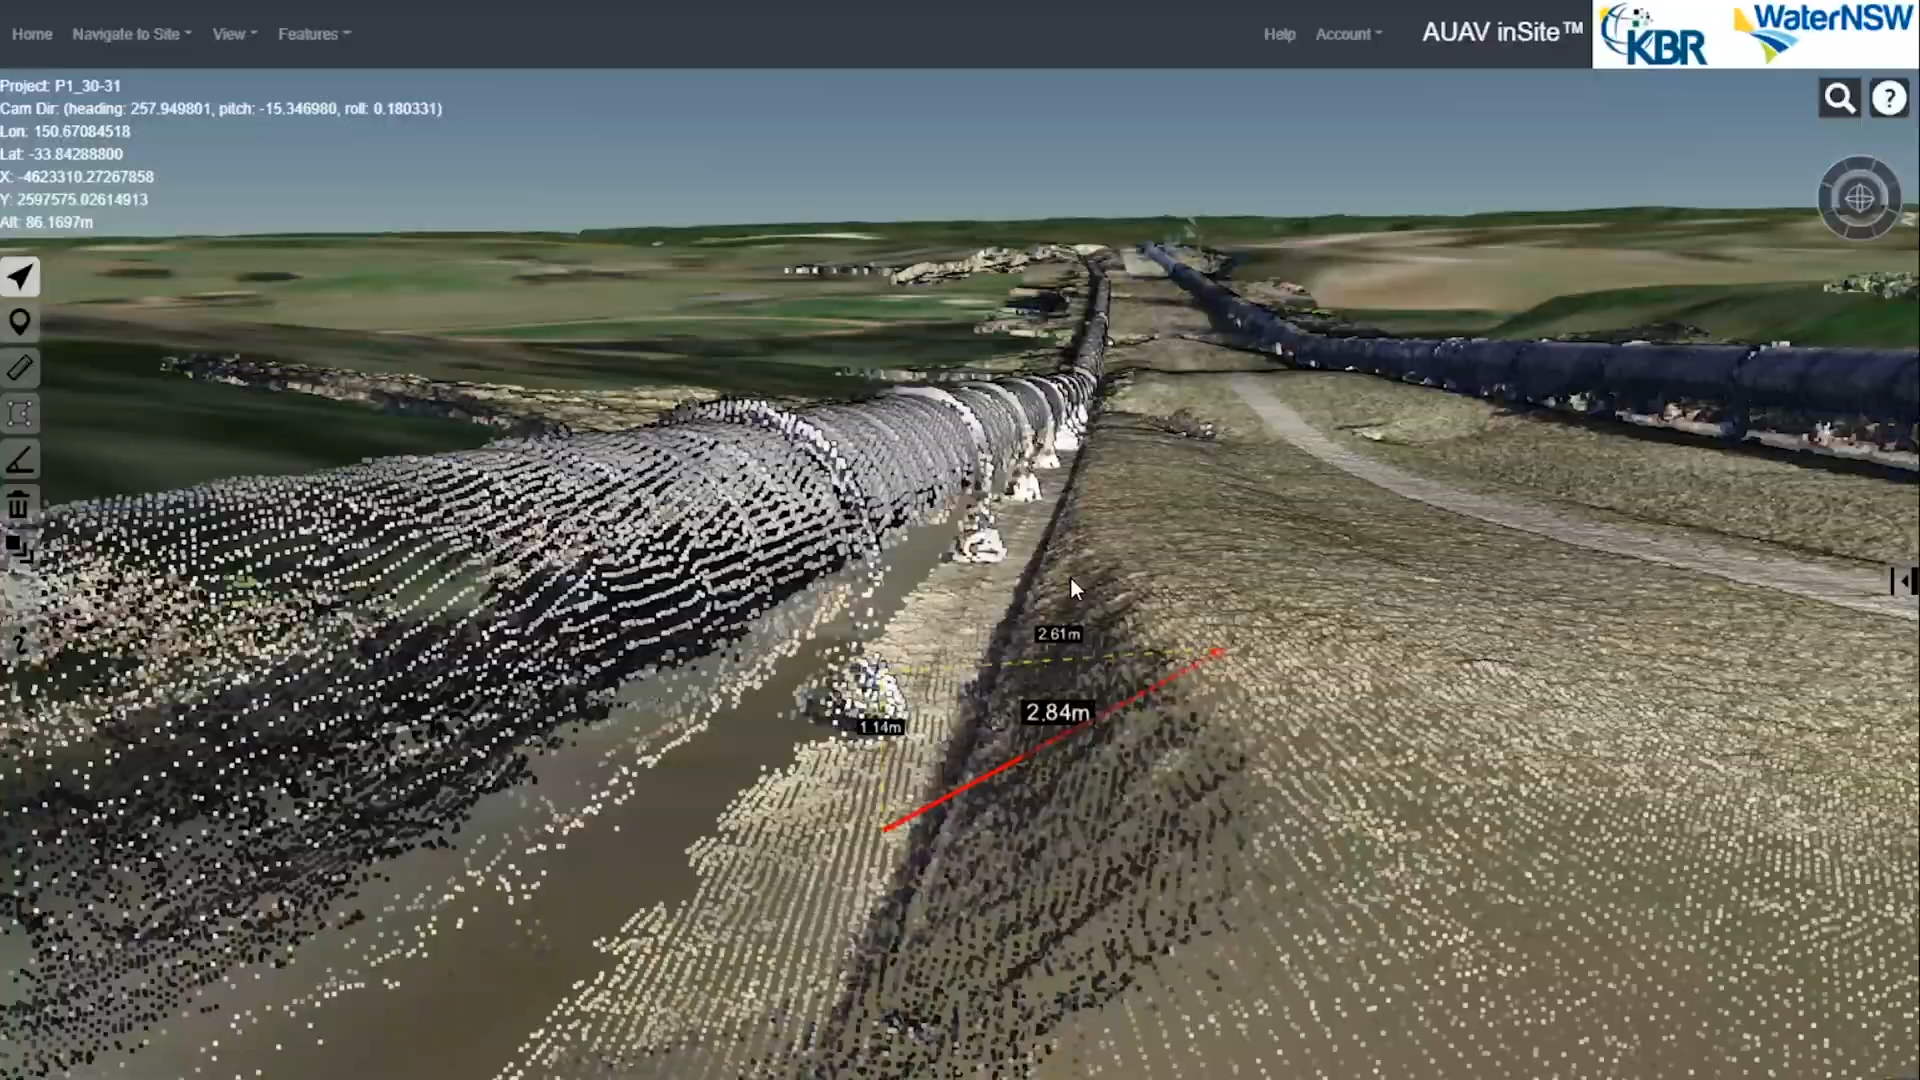 Home Navigate to Site View Features Help Account AUAV inSite™ KBR WaterNSW
Project: P1_30-31
Cam Dir: (heading: 257.949801, pitch: -15.346980, roll: 0.180331)
Lon: 150.67084518
Lat: -33.84288800
X: -4623310.27267858
Y: 2597575.02614913
Alt: 86.1697m
?
N
i
2.61m
2.84m
1.14m